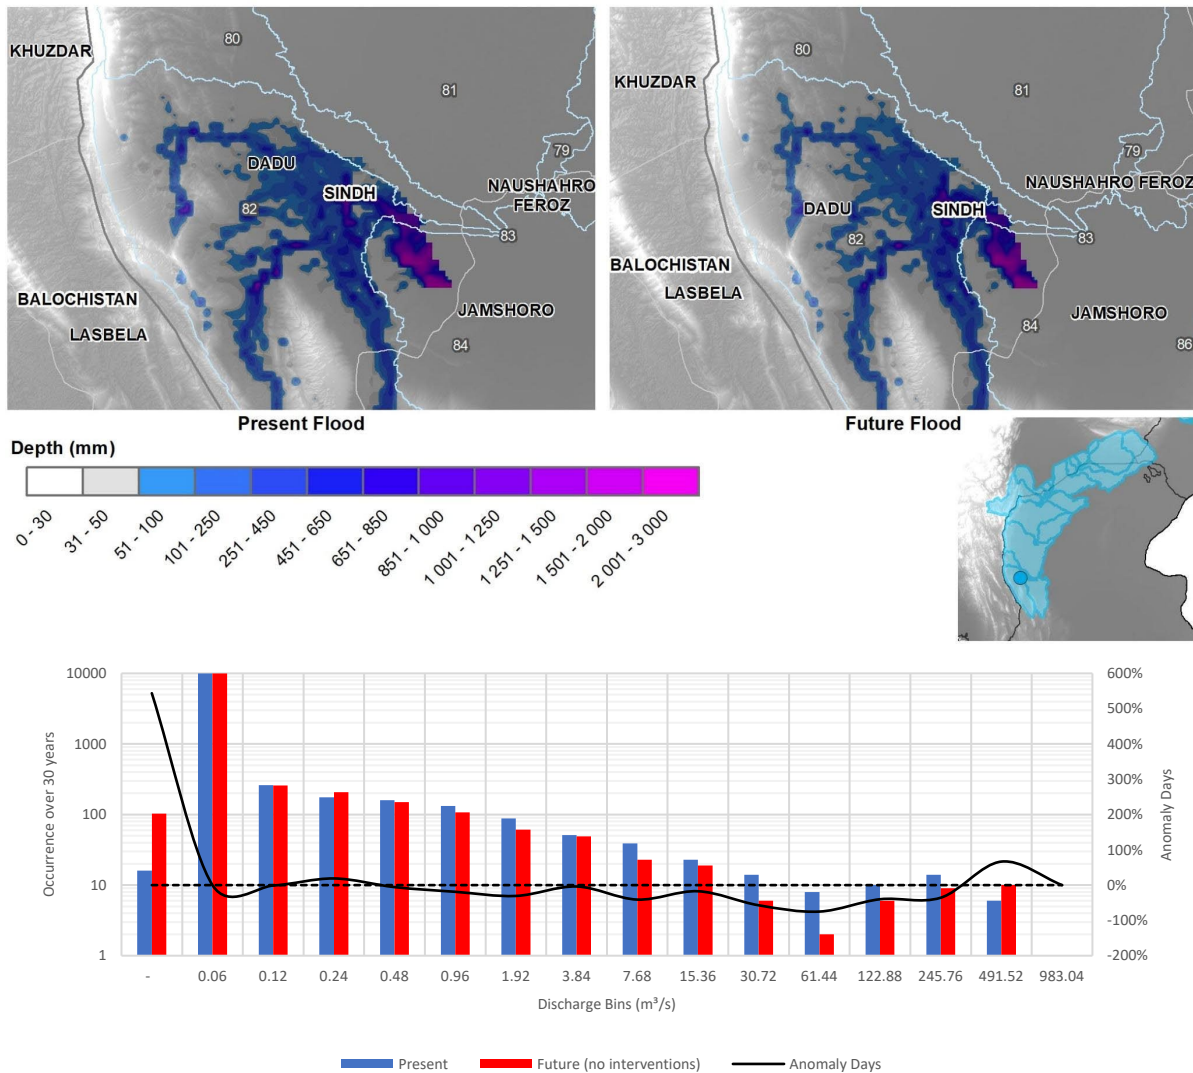 80
KHUZDAR
81
79
DADU
SINDH
NAUSHAHRO
FEROZ
82
83
BALOCHISTAN
LASBELA
JAMSHORO
84
Present Flood
80
KHUZDAR
81
79
NAUSHAHRO FEROZ
DADU
SINDH
82
83
BALOCHISTAN
LASBELA
JAMSHORO
84
86
Future Flood
Depth (mm)
0 - 30
31 - 50
51 - 100
101 - 250
251 - 450
451 - 650
651 - 850
851 - 1 000
1 001 - 1 250
1 251 - 1 500
1 501 - 2 000
2 001 - 3 000
10000
1000
100
10
1
Occurrence over 30 years
600%
500%
400%
300%
200%
100%
0%
-100%
-200%
Anomaly Days
- 0.06 0.12 0.24 0.48 0.96 1.92 3.84 7.68 15.36 30.72 61.44 122.88 245.76 491.52 983.04
Discharge Bins (m³/s)
Present Future (no interventions) Anomaly Days